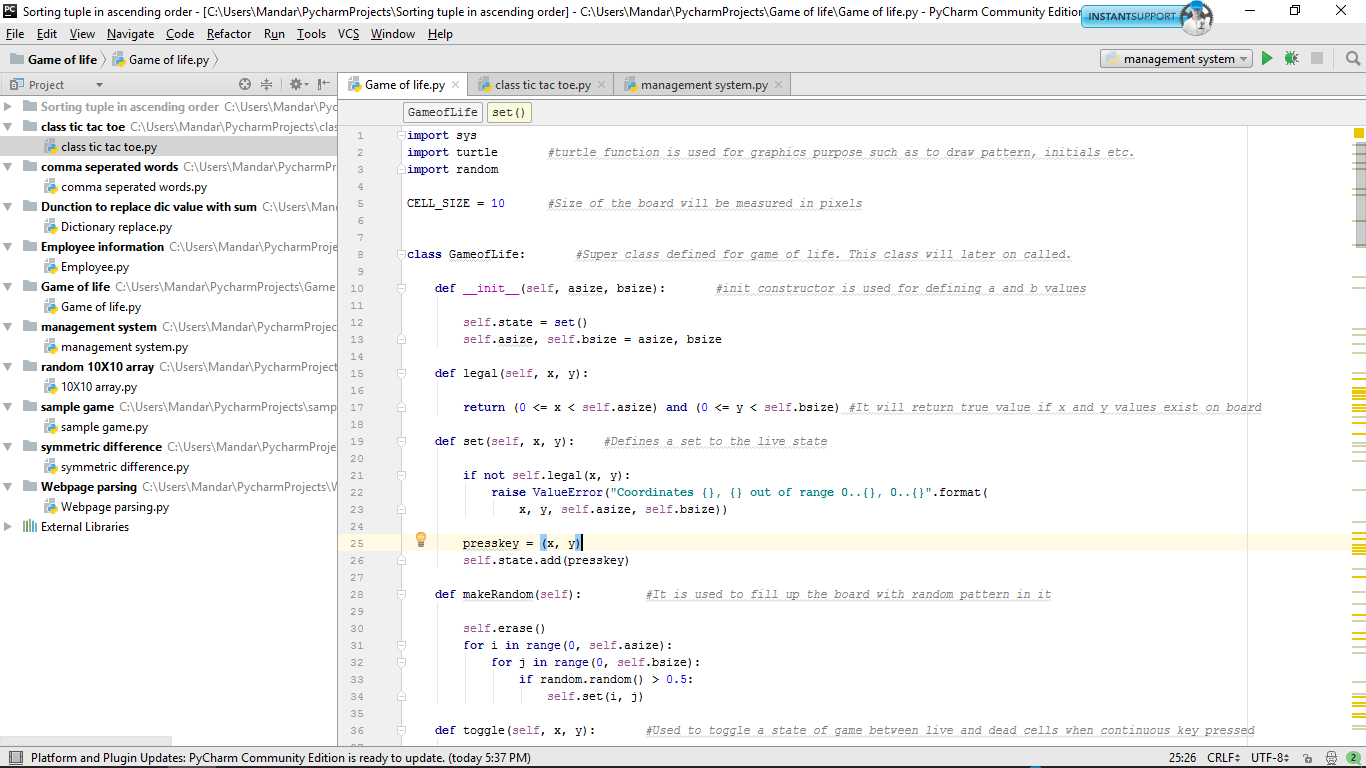 Sorting tuple in ascending order - [C:\Users\Mandar\PycharmProjects\Sorting tuple in ascending order] - C:\Users\Mandar\PycharmProjects\Game of life\Game of life.py - PyCharm Community Edition
INSTANTSUPPORT
File Edit View Navigate Code Refactor Run Tools VCS Window Help
Game of life Game of life.py management system
Project
Game of life.py class tic tac toe.py management system.py
Sorting tuple in ascending order C:\Users\Mandar\Pyc
class tic tac toe C:\Users\Mandar\PycharmProjects\clas
class tic tac toe.py
comma seperated words C:\Users\Mandar\Pycharm
comma seperated words.py
Dunction to replace dic value with sum C:\Users\Man
Dictionary replace.py
Employee information C:\Users\Mandar\PycharmProje
Employee.py
Game of life C:\Users\Mandar\PycharmProjects\Game
Game of life.py
management system C:\Users\Mandar\PycharmProjec
management system.py
random 10X10 array C:\Users\Mandar\PycharmProject
10X10 array.py
sample game C:\Users\Mandar\PycharmProjects\samp
sample game.py
symmetric difference C:\Users\Mandar\PycharmProje
symmetric difference.py
Webpage parsing C:\Users\Mandar\PycharmProjects\W
Webpage parsing.py
External Libraries
GameofLife set()
1 import sys
2 import turtle #turtle function is used for graphics purpose such as to draw pattern, initials etc.
3 import random
4
5 CELL_SIZE = 10 #Size of the board will be measured in pixels
6
7
8 class GameofLife: #Super class defined for game of life. This class will later on called.
9
10 def __init__(self, asize, bsize): #init constructor is used for defining a and b values
11
12 self.state = set()
13 self.asize, self.bsize = asize, bsize
14
15 def legal(self, x, y):
16
17 return (0 <= x < self.asize) and (0 <= y < self.bsize) #It will return true value if x and y values exist on board
18
19 def set(self, x, y): #Defines a set to the live state
20
21 if not self.legal(x, y):
22 raise ValueError("Coordinates {}, {} out of range 0..{}, 0..{}".format(
23 x, y, self.asize, self.bsize))
24
25 presskey = (x, y)
26 self.state.add(presskey)
27
28 def makeRandom(self): #It is used to fill up the board with random pattern in it
29
30 self.erase()
31 for i in range(0, self.asize):
32 for j in range(0, self.bsize):
33 if random.random() > 0.5:
34 self.set(i, j)
35
36 def toggle(self, x, y): #Used to toggle a state of game between live and dead cells when continuous key pressed
Platform and Plugin Updates: PyCharm Community Edition is ready to update. (today 5:37 PM) 25:26 CRLF UTF-8 2